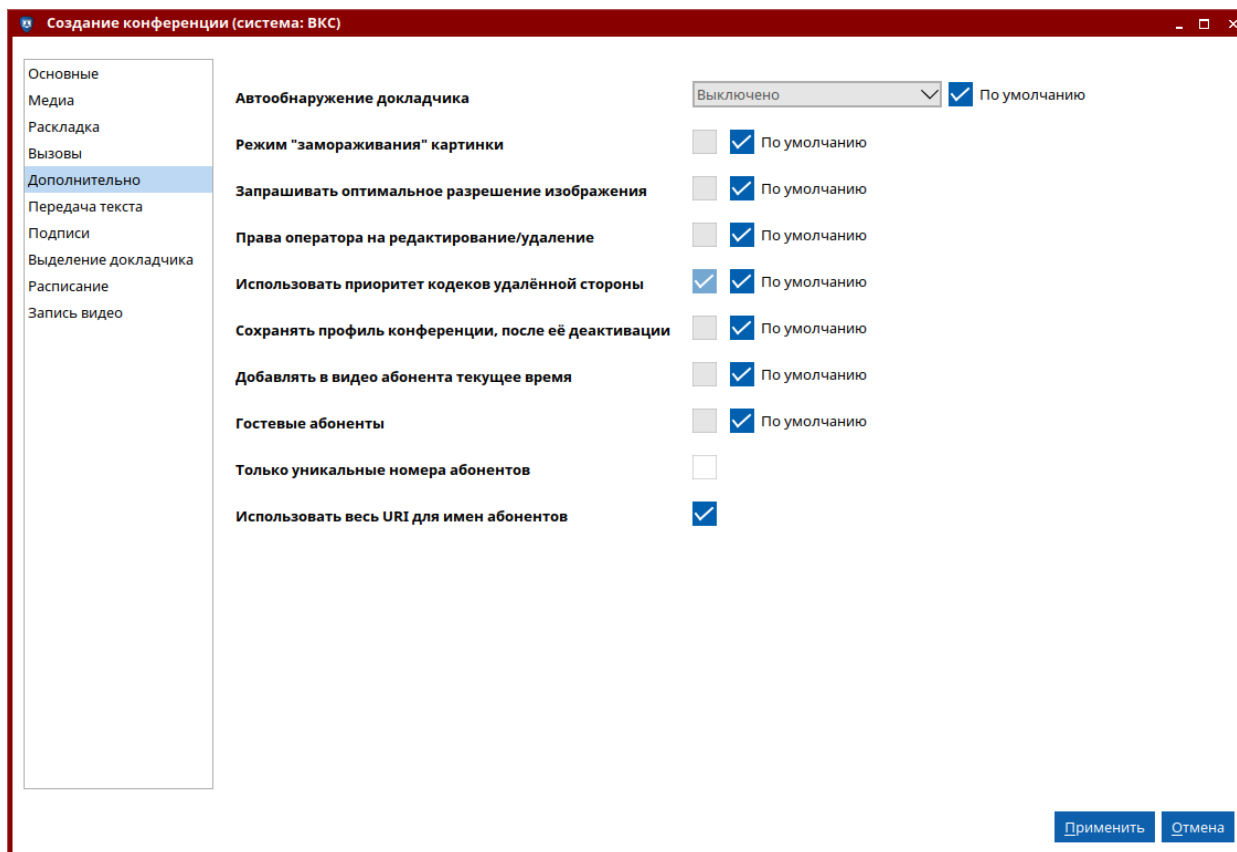 Создание конференции (система: ВКС)
Основные
Медиа
Раскладка
Вызовы
Дополнительно
Передача текста
Подписи
Выделение докладчика
Расписание
Запись видео
Автообнаружение докладчика Выключено По умолчанию
Режим "замораживания" картинки По умолчанию
Запрашивать оптимальное разрешение изображения По умолчанию
Права оператора на редактирование/удаление По умолчанию
Использовать приоритет кодеков удалённой стороны По умолчанию
Сохранять профиль конференции, после её деактивации По умолчанию
Добавлять в видео абонента текущее время По умолчанию
Гостевые абоненты По умолчанию
Только уникальные номера абонентов
Использовать весь URI для имен абонентов
Применить Отмена